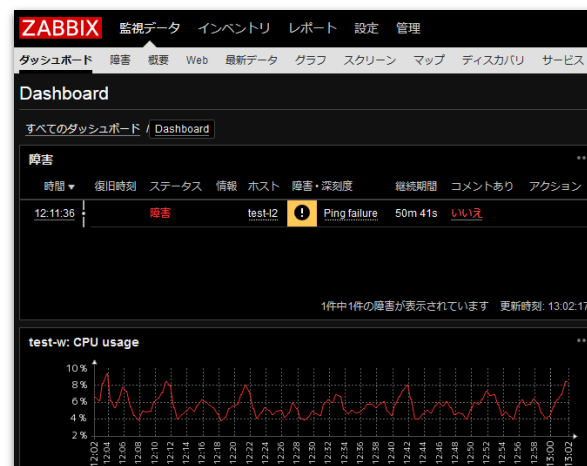 ZABBIX 監視データ インベントリ レポート 設定 管理
ダッシュボード 障害 概要 Web 最新データ グラフ スクリーン マップ ディスカバリ サービス
Dashboard
すべてのダッシュボード / Dashboard
障害
時間▼ 復旧時刻 ステータス 情報 ホスト 障害・深刻度 継続期間 コメントあり アクション
12:11:36 障害 test-l2 Ping failure 50m 41s いいえ
1件中1件の障害が表示されています 更新時刻: 13:02:17
test-w: CPU usage
10 %
8 %
6 %
4 %
2 %
12:02 12:04 12:06 12:08 12:10 12:12 12:14 12:16 12:18 12:20 12:22 12:24 12:26 12:28 12:30 12:32 12:34 12:36 12:38 12:40 12:42 12:44 12:46 12:48 12:50 12:52 12:54 12:56 12:58 13:00 13:02